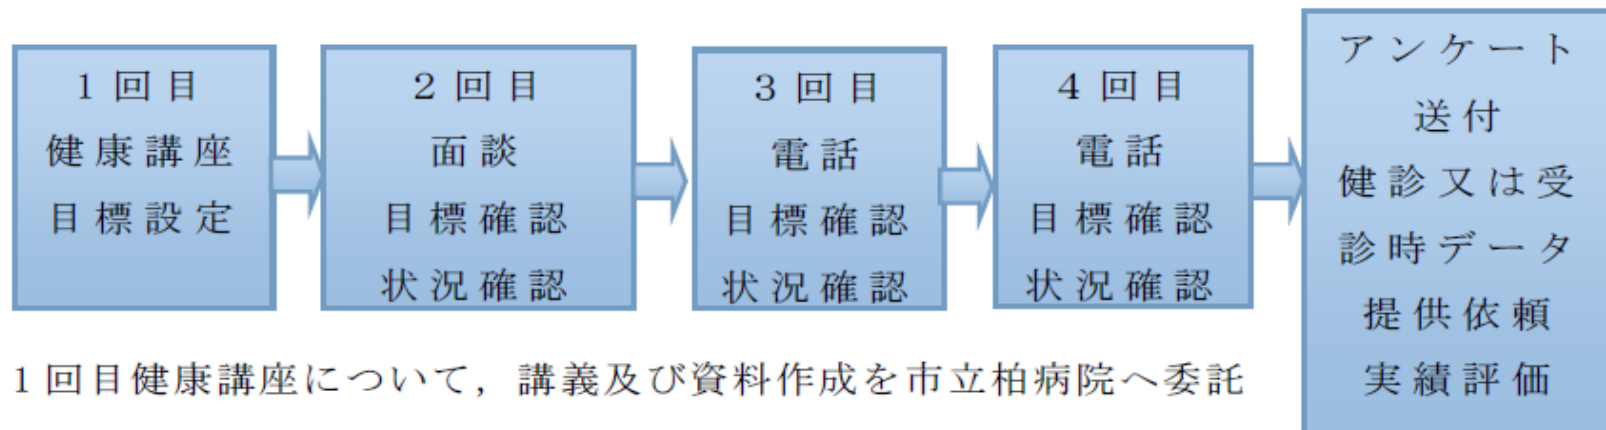 １回目
健康講座
目標設定
２回目
面談
目標確認
状況確認
３回目
電話
目標確認
状況確認
４回目
電話
目標確認
状況確認
アンケート
送付
健診又は受
診時データ
提供依頼
実績評価
１回目健康講座について，講義及び資料作成を市立柏病院へ委託